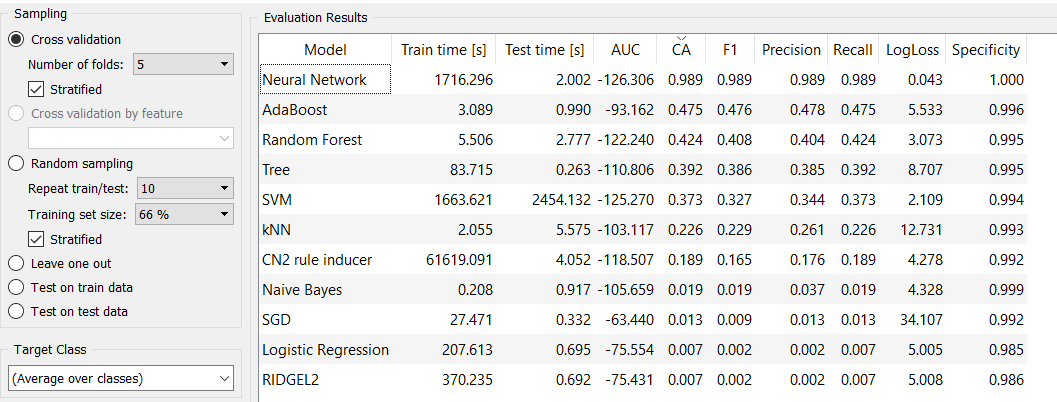 Sampling
Cross validation
Number of folds: 5
Stratified
Cross validation by feature
Random sampling
Repeat train/test: 10
Training set size: 66 %
Stratified
Leave one out
Test on train data
Test on test data
Target Class
(Average over classes)
Evaluation Results
Model Train time [s] Test time [s] AUC CA F1 Precision Recall LogLoss Specificity
Neural Network 1716.296 2.002 -126.306 0.989 0.989 0.989 0.989 0.043 1.000
AdaBoost 3.089 0.990 -93.162 0.475 0.476 0.478 0.475 5.533 0.996
Random Forest 5.506 2.777 -122.240 0.424 0.408 0.404 0.424 3.073 0.995
Tree 83.715 0.263 -110.806 0.392 0.386 0.385 0.392 8.707 0.995
SVM 1663.621 2454.132 -125.270 0.373 0.327 0.344 0.373 2.109 0.994
kNN 2.055 5.575 -103.117 0.226 0.229 0.261 0.226 12.731 0.993
CN2 rule inducer 61619.091 4.052 -118.507 0.189 0.165 0.176 0.189 4.278 0.992
Naive Bayes 0.208 0.917 -105.659 0.019 0.019 0.037 0.019 4.328 0.999
SGD 27.471 0.332 -63.440 0.013 0.009 0.013 0.013 34.107 0.992
Logistic Regression 207.613 0.695 -75.554 0.007 0.002 0.002 0.007 5.005 0.985
RIDGEL2 370.235 0.692 -75.431 0.007 0.002 0.002 0.007 5.008 0.986